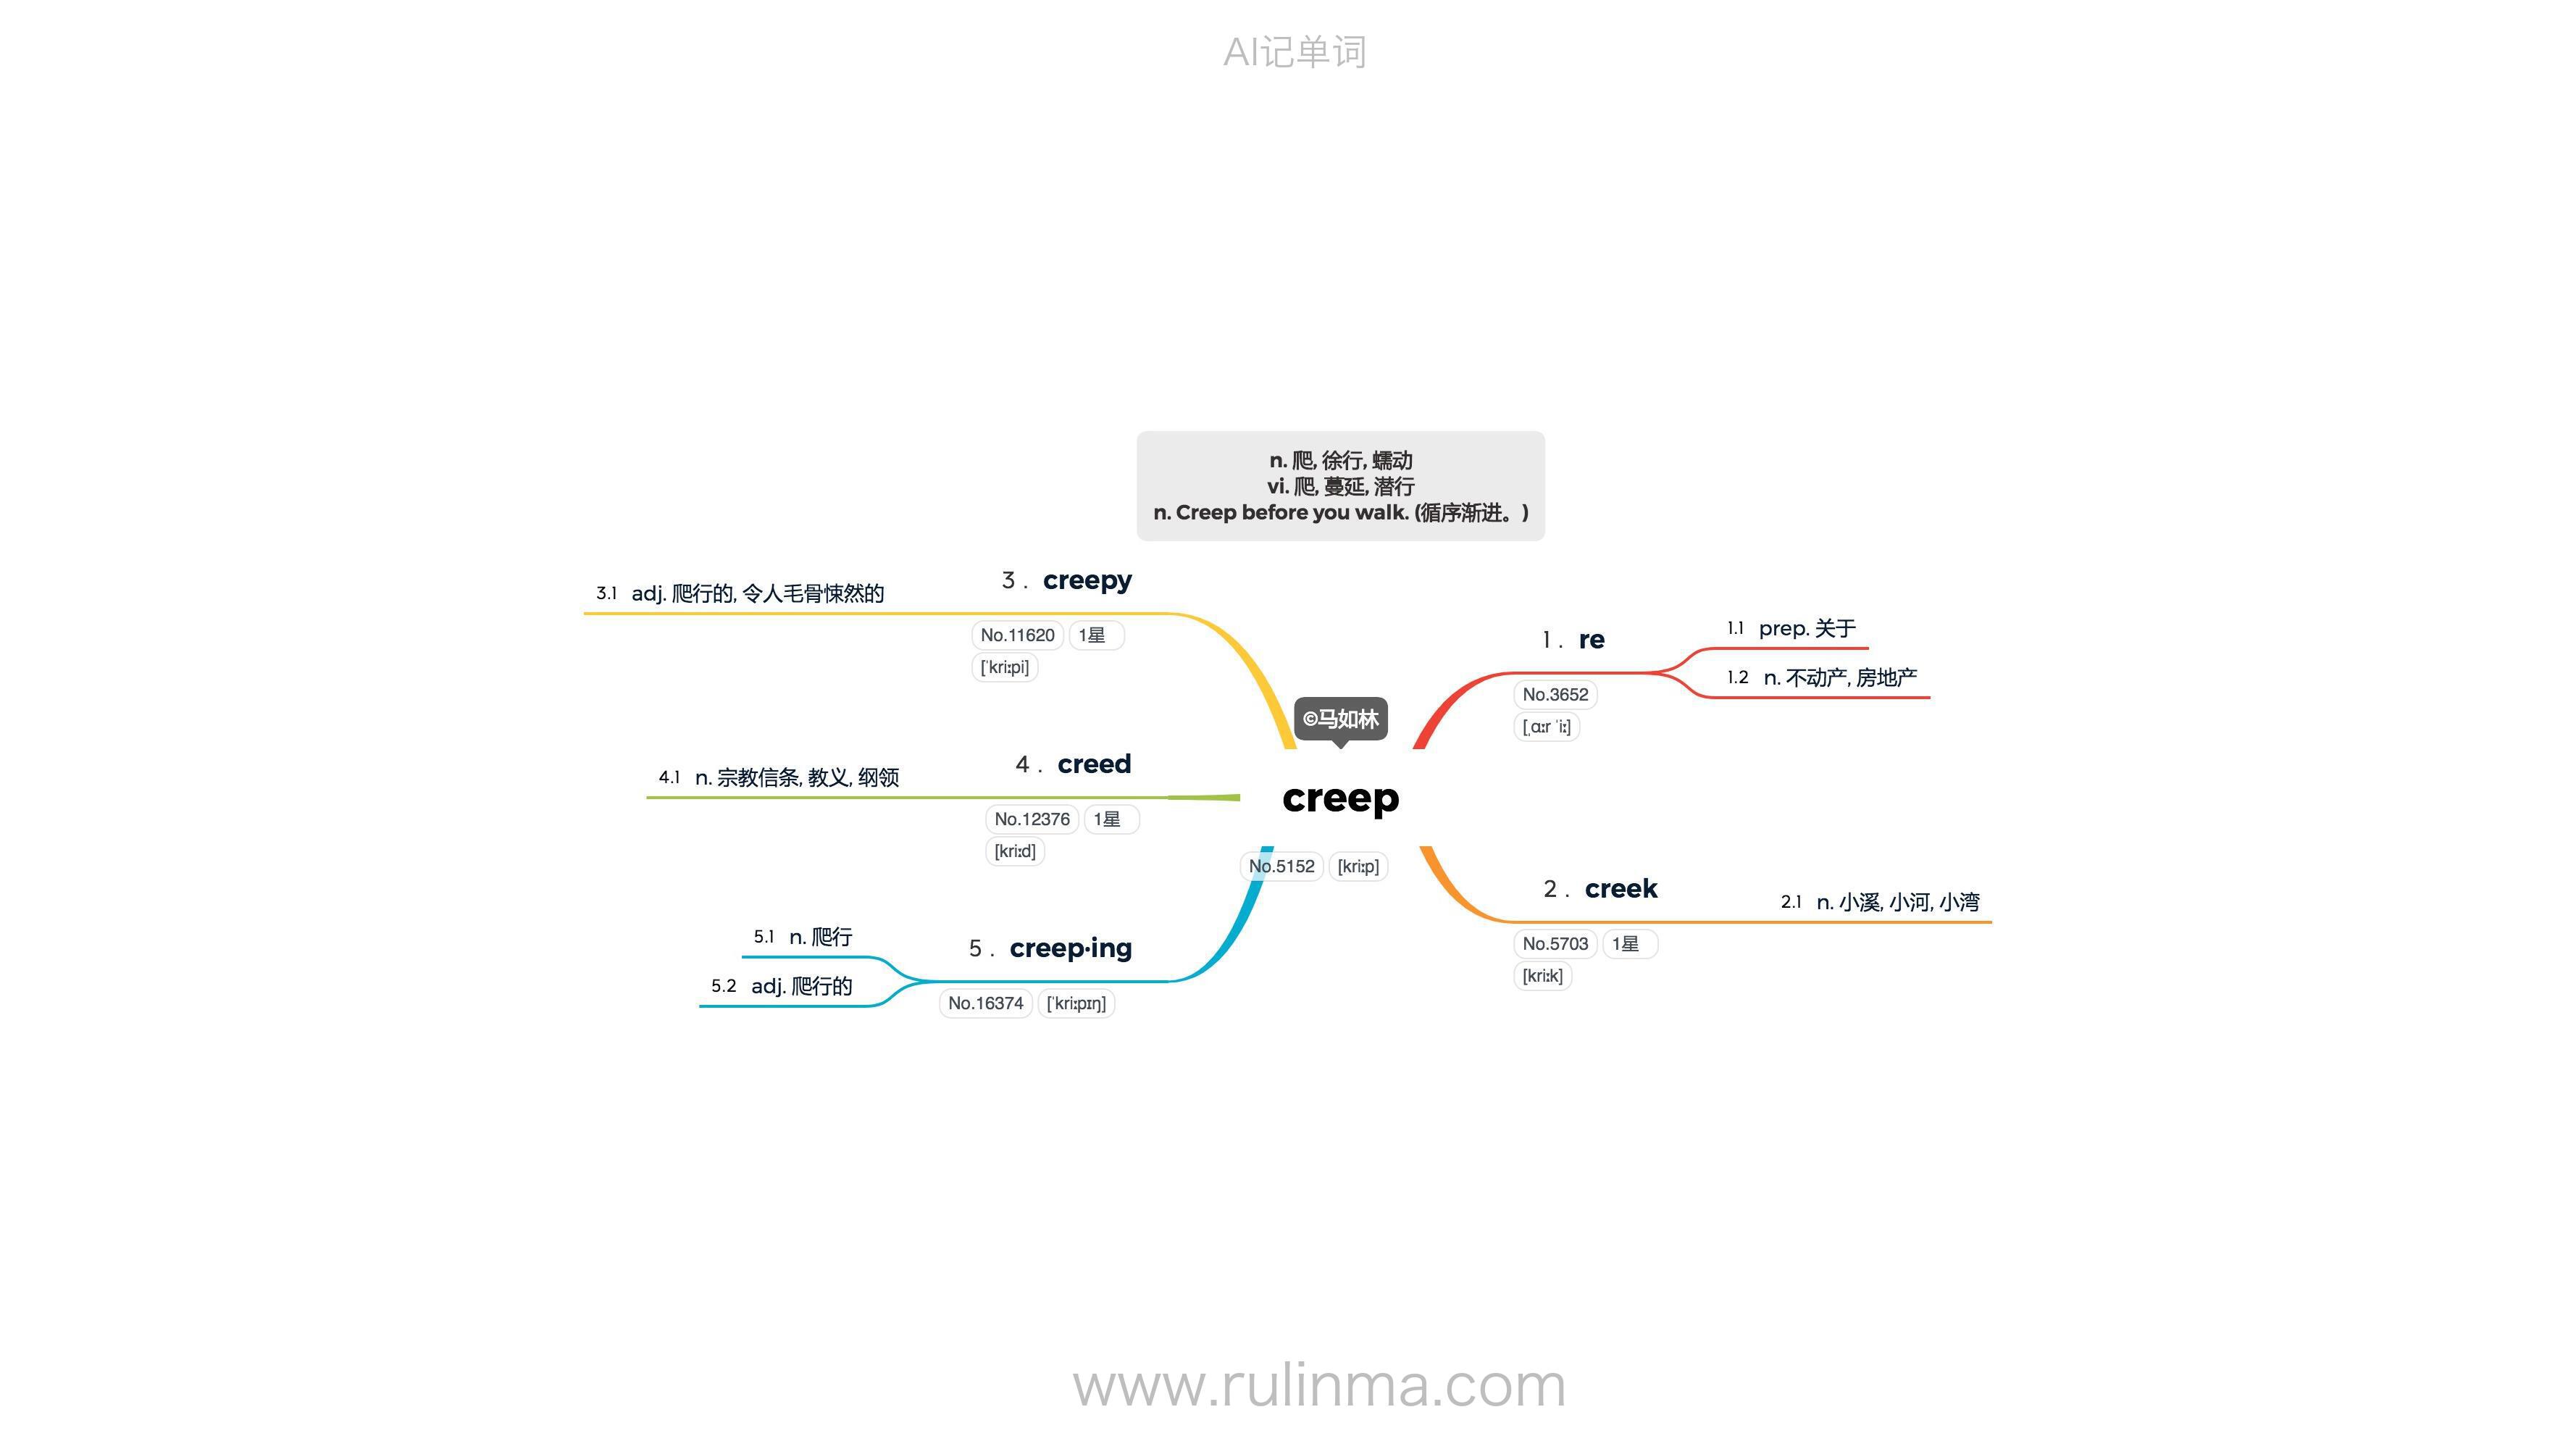 AI记单词
n. 爬, 徐行, 蠕动
vi. 爬, 蔓延, 潜行
n. Creep before you walk. (循序渐进。)
©马如林
creep
No.5152 [kriːp]
1 . re
No.3652
[ˌɑːr ˈiː]
1.1 prep. 关于
1.2 n. 不动产, 房地产
2 . creek
No.5703 1星
[kriːk]
2.1 n. 小溪, 小河, 小湾
3 . creepy
No.11620 1星
[ˈkriːpi]
3.1 adj. 爬行的, 令人毛骨悚然的
4 . creed
No.12376 1星
[kriːd]
4.1 n. 宗教信条, 教义, 纲领
5 . creep·ing
No.16374 [ˈkriːpɪŋ]
5.1 n. 爬行
5.2 adj. 爬行的
www.rulinma.com